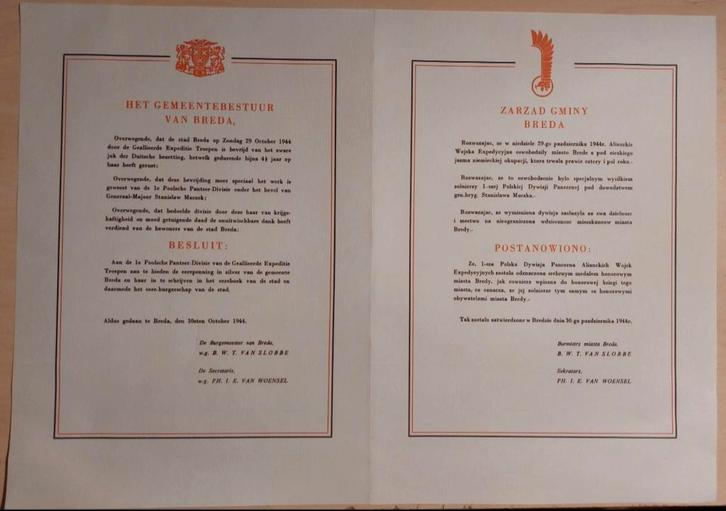 HET GEMEENTEBESTUUR
VAN BREDA,
Overwegende, dat de stad Breda op Zondag 29 October 1944
door de Geallieerde Expeditie Troepen is bevrijd van het zware
juk der Duitsche bezetting, hetwelk gedurende bijna 4½ jaar op
haar heeft gerust;
Overwegende, dat deze bevrijding meer speciaal het werk is
geweest van de 1e Poolsche Pantser-Divisie onder het bevel van
Generaal-Majoor Stanislaw Maczek;
Overwegende, dat bedoelde divisie door deze haar van krijgs-
haftigheid en moed getuigende daad de onuitwischbare dank heeft
verdiend van de bewoners van de stad Breda;
BESLUIT:
Aan de 1e Poolsche Pantser-Divisie van de Geallieerde Expeditie
Troepen aan te bieden de eerepenning in zilver van de gemeente
Breda en haar in te schrijven in het eereboek van de stad en
daarmede het eere-burgerschap van de stad.
Aldus gedaan te Breda, den 30sten October 1944.
De Burgemeester van Breda,
w.g. B. W. T. VAN SLOBBE
De Secretaris,
w.g. PH. I. E. VAN WOENSEL
ZARZAD GMINY
BREDA
Rozwazajac, ze w niedziele 29.go pazdziernika 1944r. Alianckie
Wojska Expedycyjne oswobodzily miasto Brede z pod cieskiego
jazma niemieckiej okupacji, ktora trwala prawie cztery i pol roku.-
Rozwazajac, ze to oswobodzenie bylo specjalnym wysilkiem
zolnierzy 1.-szej Polskiej Dywizji Pancernej pod dowodztwem
gen.bryg. Stanislawa Maczka.-
Rozwazajac, ze wymieniona dywizja zasluzyla za swa dzielnosc
i mestwo na nieograniczona wdziecznosc mieszkancow miasta
Bredy.-
POSTANOWIONO:
Ze, 1-sza Polska Dywizja Pancerna Alianckich Wojsk
Expedycyjnych zostala odznaczona srebrnym medalem honorowym
miasta Bredy, jak rowniez wpisana do honorowej ksiegi tego
miasta, co oznacza, ze jej zolnierze tym samym sa honorowymi
obywatelami miasta Bredy.-
Tak zostalo zatwierdzone w Bredzie dnia 30-go pazdziernika 1944r.
Burmistrz miasta Breda,
B. W. T. VAN SLOBBE
Sekretarz,
PH. I. E. VAN WOENSEL